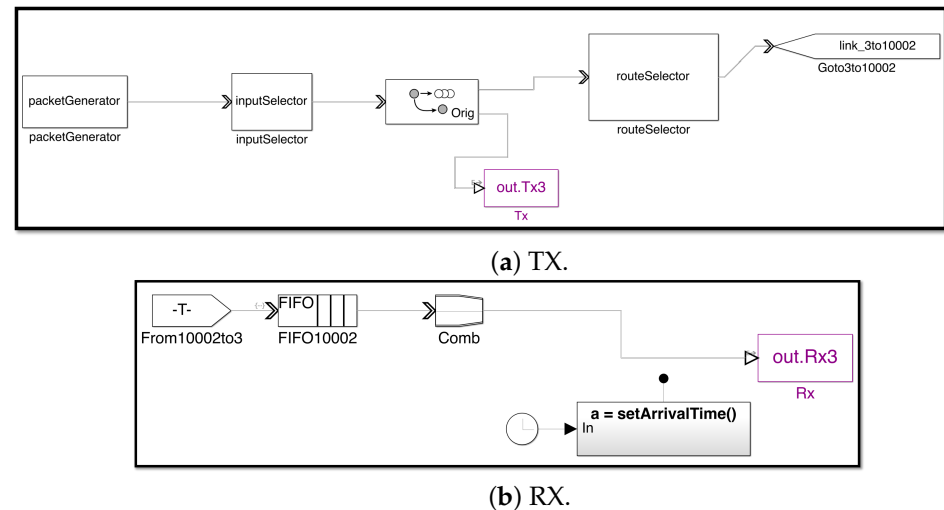 packetGenerator
packetGenerator
inputSelector
inputSelector
Orig
out.Tx3
Tx
routeSelector
routeSelector
link_3to10002
Goto3to10002
(a) TX.
-T-
From10002to3
FIFO
FIFO10002
Comb
a = setArrivalTime()
In
out.Rx3
Rx
(b) RX.